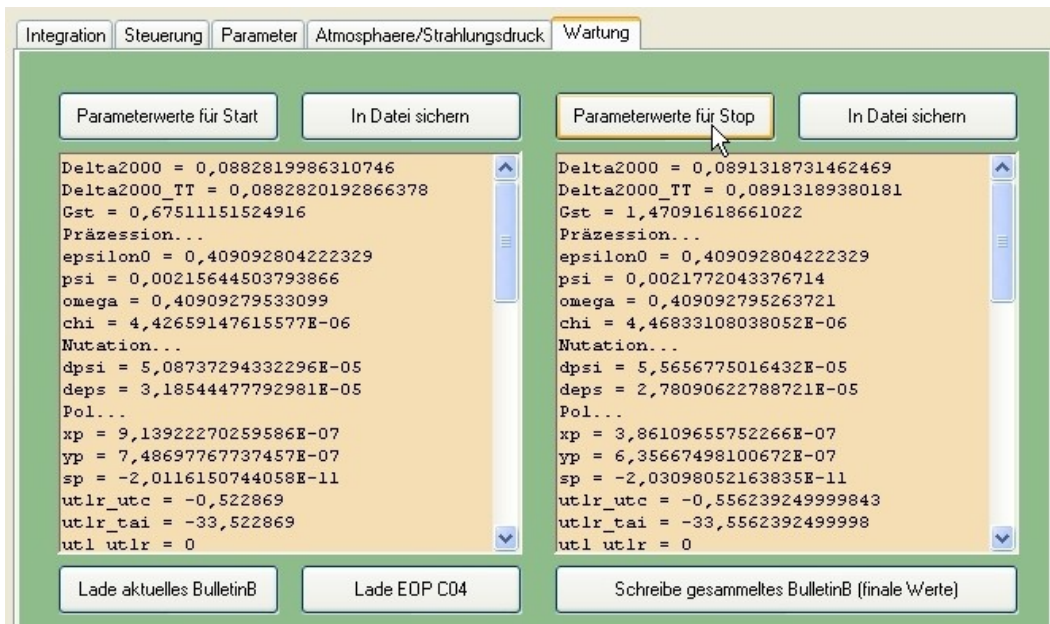 Integration Steuerung Parameter Atmosphaere/Strahlungsdruck Wartung
Parameterwerte für Start In Datei sichern Parameterwerte für Stop In Datei sichern
Delta2000 = 0,0882819986310746
Delta2000_TT = 0,0882820192866378
Gst = 0,67511151524916
Präzession...
epsilon0 = 0,409092804222329
psi = 0,00215644503793866
omega = 0,40909279533099
chi = 4,42659147615577E-06
Nutation...
dpsi = 5,08737294332296E-05
deps = 3,18544477792981E-05
Pol...
xp = 9,13922270259586E-07
yp = 7,48697767737457E-07
sp = -2,0116150744058E-11
ut1r_utc = -0,522869
ut1r_tai = -33,522869
ut1 ut1r = 0
Delta2000 = 0,0891318731462469
Delta2000_TT = 0,08913189380181
Gst = 1,47091618661022
Präzession...
epsilon0 = 0,409092804222329
psi = 0,0021772043376714
omega = 0,409092795263721
chi = 4,46833108038052E-06
Nutation...
dpsi = 5,5656775016432E-05
deps = 2,78090622788721E-05
Pol...
xp = 3,86109655752266E-07
yp = 6,35667498100672E-07
sp = -2,03098052163835E-11
ut1r_utc = -0,556239249999843
ut1r_tai = -33,5562392499998
ut1 ut1r = 0
Lade aktuelles BulletinB Lade EOP C04 Schreibe gesammeltes BulletinB (finale Werte)